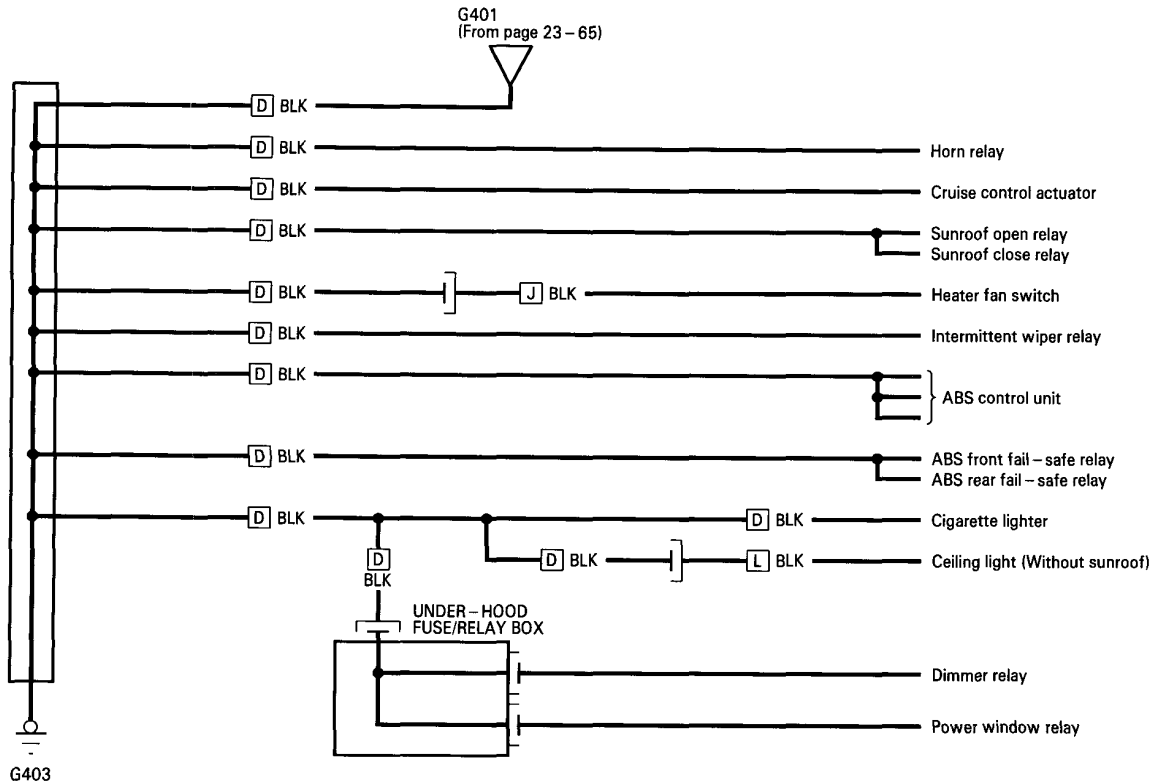 G401
(From page 23 – 65)
D BLK
D BLK
Horn relay
D BLK
Cruise control actuator
D BLK
Sunroof open relay
Sunroof close relay
D BLK
J BLK
Heater fan switch
D BLK
Intermittent wiper relay
D BLK
ABS control unit
D BLK
ABS front fail – safe relay
ABS rear fail – safe relay
D BLK
D BLK
Cigarette lighter
D
BLK
D BLK
L BLK
Ceiling light (Without sunroof)
UNDER – HOOD
FUSE/RELAY BOX
Dimmer relay
Power window relay
G403